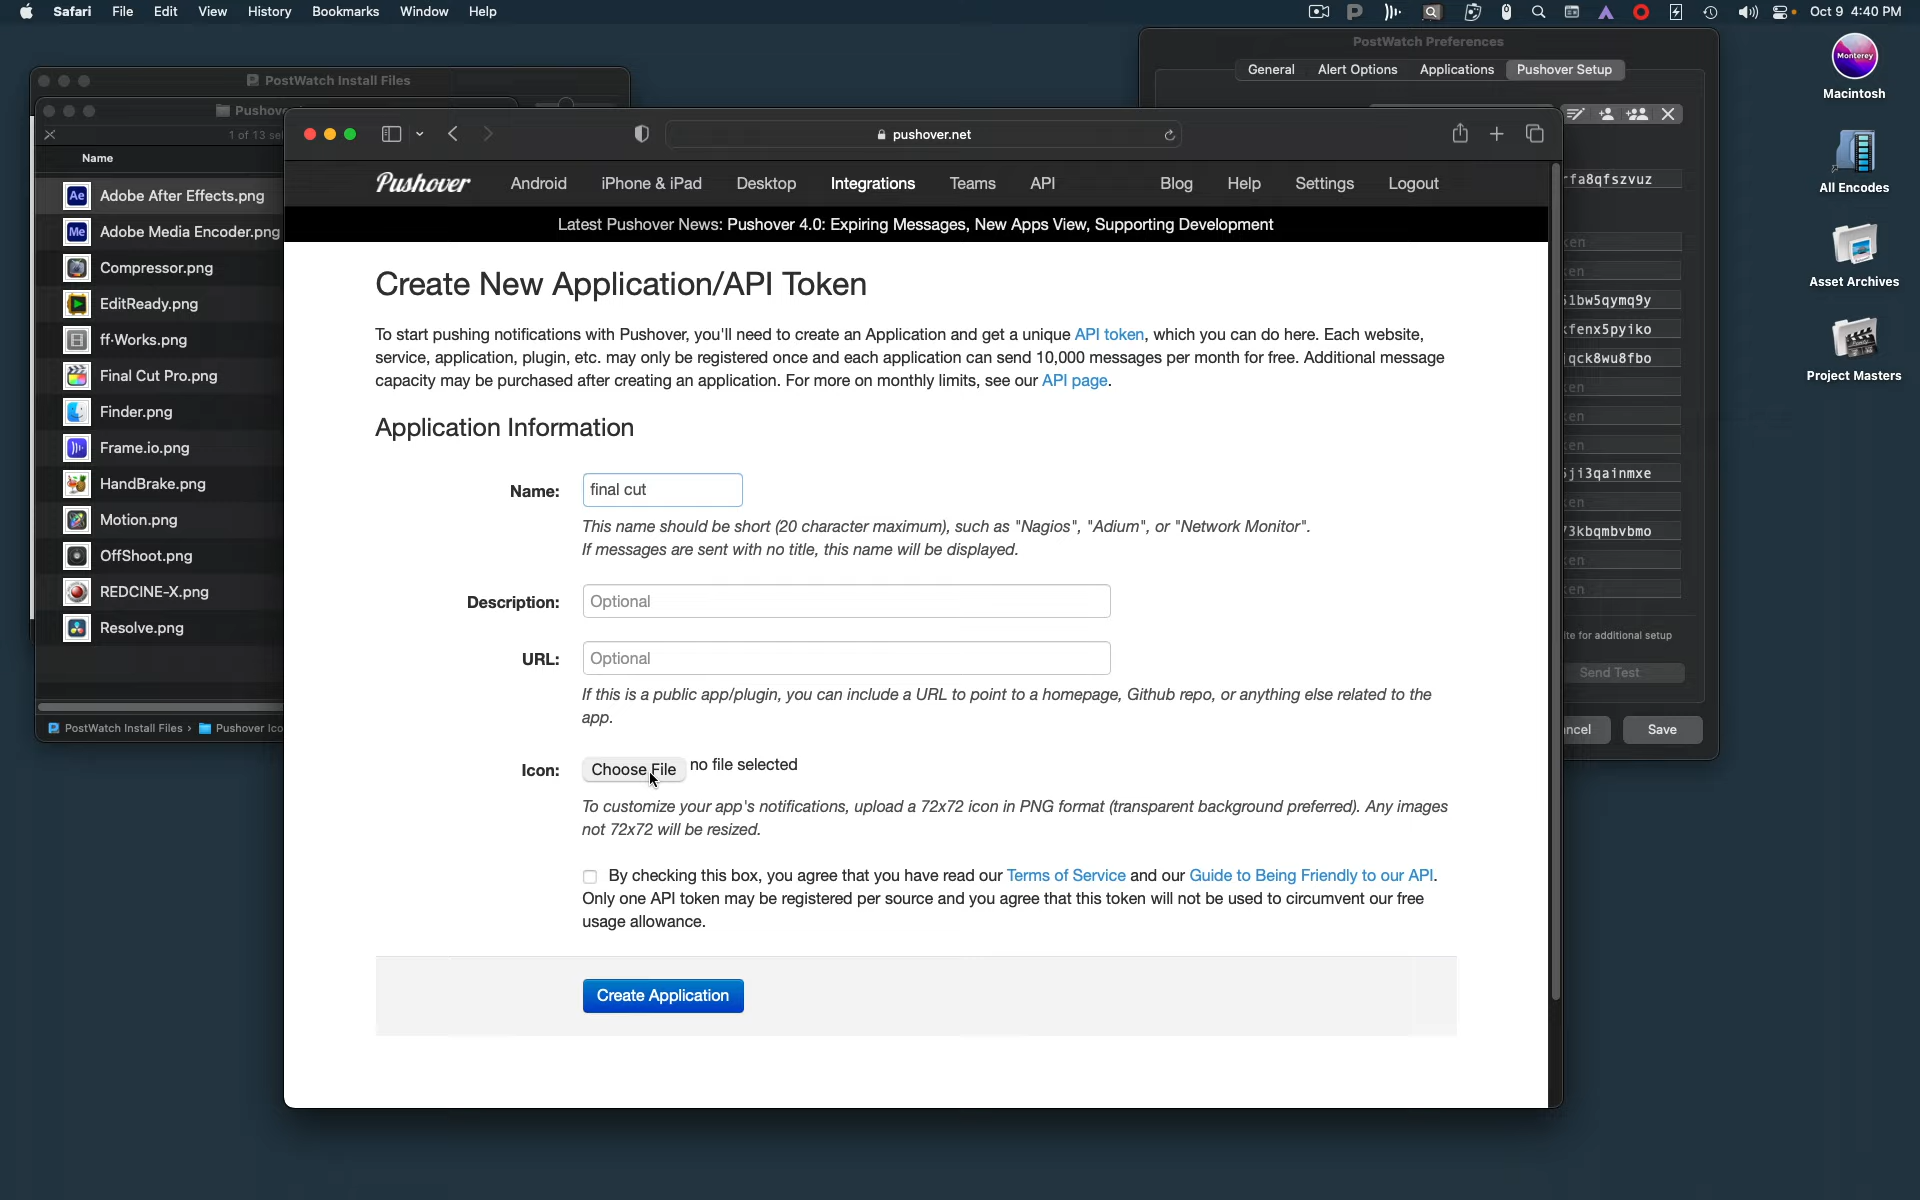 Safari File Edit View History Bookmarks Window Help
Oct 9 4:40 PM
PostWatch Install Files
1 of 13
Name
Adobe After Effects.png
Adobe Media Encoder.png
Compressor.png
EditReady.png
ff·Works.png
Final Cut Pro.png
Finder.png
Frame.io.png
HandBrake.png
Motion.png
OffShoot.png
REDCINE-X.png
Resolve.png
PostWatch Install Files › Pushover
pushover.net
Pushover Android iPhone & iPad Desktop Integrations Teams API Blog Help Settings Logout
Latest Pushover News: Pushover 4.0: Expiring Messages, New Apps View, Supporting Development
Create New Application/API Token
To start pushing notifications with Pushover, you'll need to create an Application and get a unique API token, which you can do here. Each website,
service, application, plugin, etc. may only be registered once and each application can send 10,000 messages per month for free. Additional message
capacity may be purchased after creating an application. For more on monthly limits, see our API page.
Application Information
Name: final cut
This name should be short (20 character maximum), such as "Nagios", "Adium", or "Network Monitor".
If messages are sent with no title, this name will be displayed.
Description: Optional
URL: Optional
If this is a public app/plugin, you can include a URL to point to a homepage, Github repo, or anything else related to the
app.
Icon: Choose File no file selected
To customize your app's notifications, upload a 72x72 icon in PNG format (transparent background preferred). Any images
not 72x72 will be resized.
By checking this box, you agree that you have read our Terms of Service and our Guide to Being Friendly to our API.
Only one API token may be registered per source and you agree that this token will not be used to circumvent our free
usage allowance.
Create Application
PostWatch Preferences
General Alert Options Applications Pushover Setup
fa8qfszvuz
1bw5qymq9y
fenx5pyiko
qck8wu8fbo
ji3qainmxe
3kbqmbvbmo
for additional setup
Send Test
Save
Monterey
Macintosh
All Encodes
Asset Archives
Project Masters